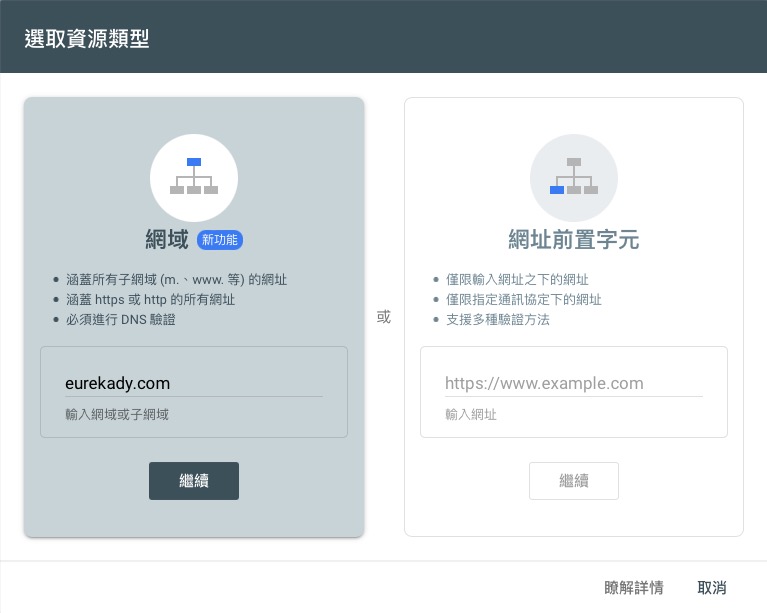 選取資源類型
網域 新功能
• 涵蓋所有子網域 (m.、www. 等) 的網址
• 涵蓋 https 或 http 的所有網址
• 必須進行 DNS 驗證
eurekady.com
輸入網域或子網域
繼續
或
網址前置字元
• 僅限輸入網址之下的網址
• 僅限指定通訊協定下的網址
• 支援多種驗證方法
https://www.example.com
輸入網址
繼續
瞭解詳情 取消